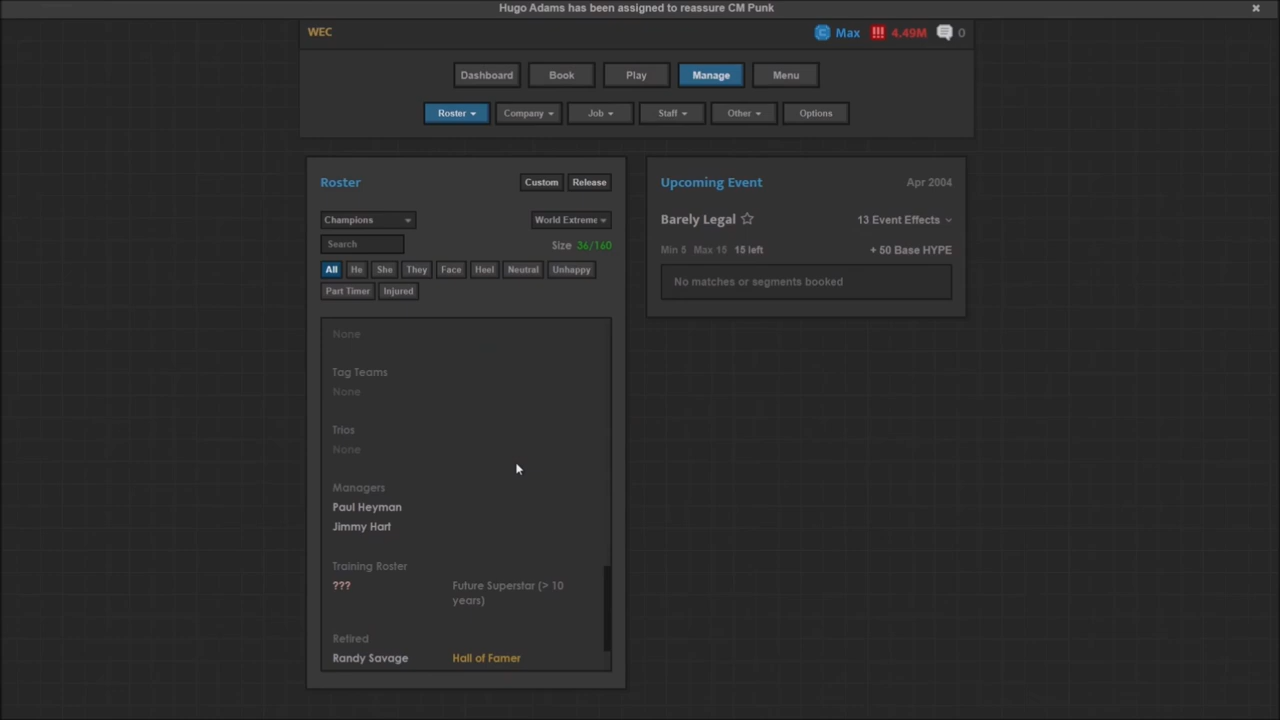 Hugo Adams has been assigned to reassure CM Punk
WEC
Max 4.49M 0
Dashboard Book Play Manage Menu
Roster Company Job Staff Other Options
Roster Custom Release
Champions World Extreme
Search Size 36/160
All He She They Face Heel Neutral Unhappy
Part Timer Injured
None
Tag Teams
None
Trios
None
Managers
Paul Heyman
Jimmy Hart
Training Roster
??? Future Superstar (> 10
years)
Retired
Randy Savage Hall of Famer
Upcoming Event Apr 2004
Barely Legal 13 Event Effects
Min 5 Max 15 15 left + 50 Base HYPE
No matches or segments booked